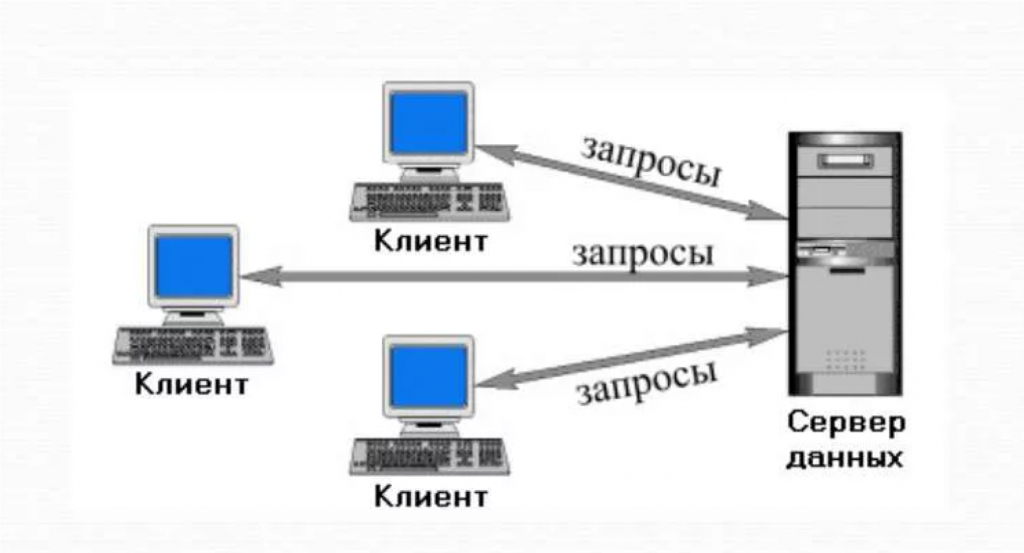 запросы
Клиент
запросы
Клиент
запросы
Клиент
Сервер
данных